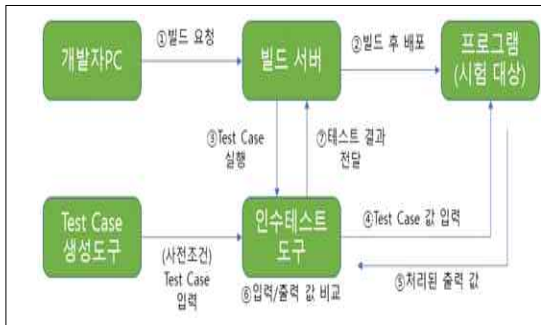 개발자PC
①빌드 요청
빌드 서버
②빌드 후 배포
프로그램
(시험 대상)
③Test Case
실행
⑦테스트 결과
전달
Test Case
생성도구
(사전조건)
Test Case
입력
인수테스트
도구
④Test Case 값 입력
⑤처리된 출력 값
⑥입력/출력 값 비교